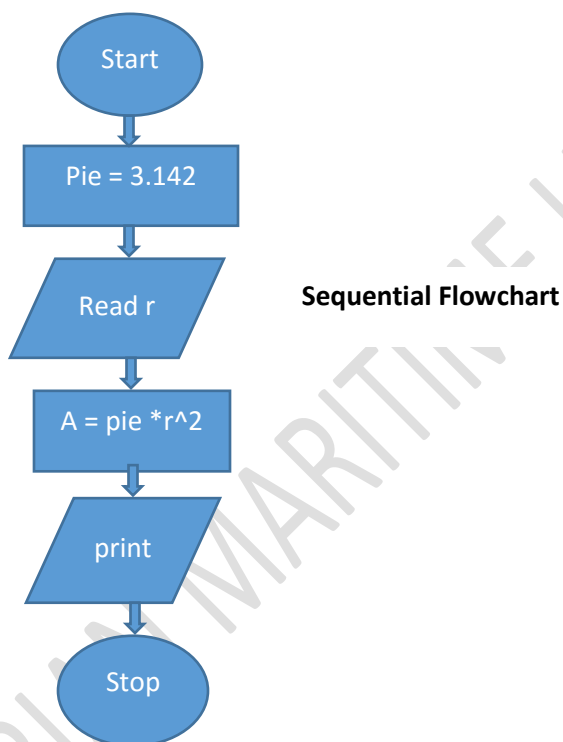 Start
Pie = 3.142
Read r
Sequential Flowchart
A = pie *r^2
print
Stop